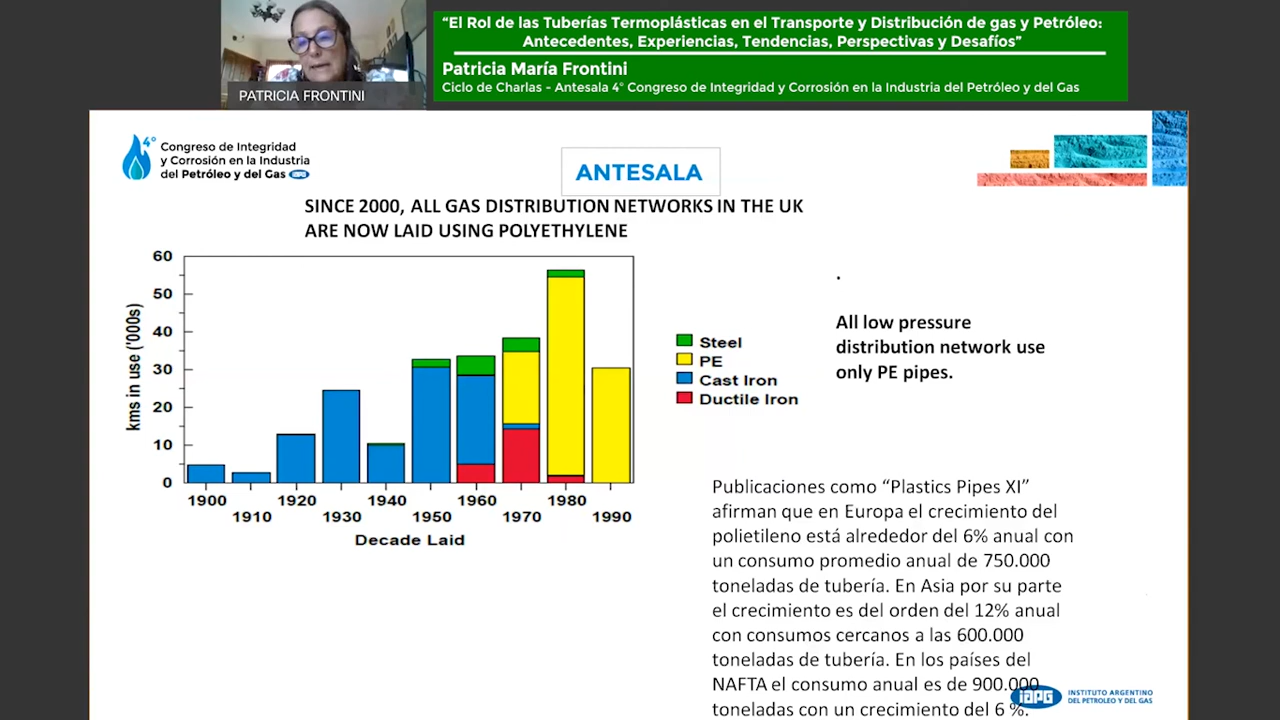 "El Rol de las Tuberías Termoplásticas en el Transporte y Distribución de gas y Petróleo:
Antecedentes, Experiencias, Tendencias, Perspectivas y Desafíos"
Patricia María Frontini
Ciclo de Charlas - Antesala 4° Congreso de Integridad y Corrosión en la Industria del Petróleo y del Gas
PATRICIA FRONTINI
4°
Congreso de Integridad
y Corrosión en la Industria
del Petróleo y del Gas IAPG
ANTESALA
SINCE 2000, ALL GAS DISTRIBUTION NETWORKS IN THE UK
ARE NOW LAID USING POLYETHYLENE
kms in use ('000s)
60
50
40
30
20
10
0
1900
1910
1920
1930
1940
1950
1960
1970
1980
1990
Decade Laid
Steel
PE
Cast Iron
Ductile Iron
.
All low pressure
distribution network use
only PE pipes.
Publicaciones como “Plastics Pipes XI”
afirman que en Europa el crecimiento del
polietileno está alrededor del 6% anual con
un consumo promedio anual de 750.000
toneladas de tubería. En Asia por su parte
el crecimiento es del orden del 12% anual
con consumos cercanos a las 600.000
toneladas de tubería. En los países del
NAFTA el consumo anual es de 900.000
toneladas con un crecimiento del 6 %.
IAPG
INSTITUTO ARGENTINO
DEL PETROLEO Y DEL GAS